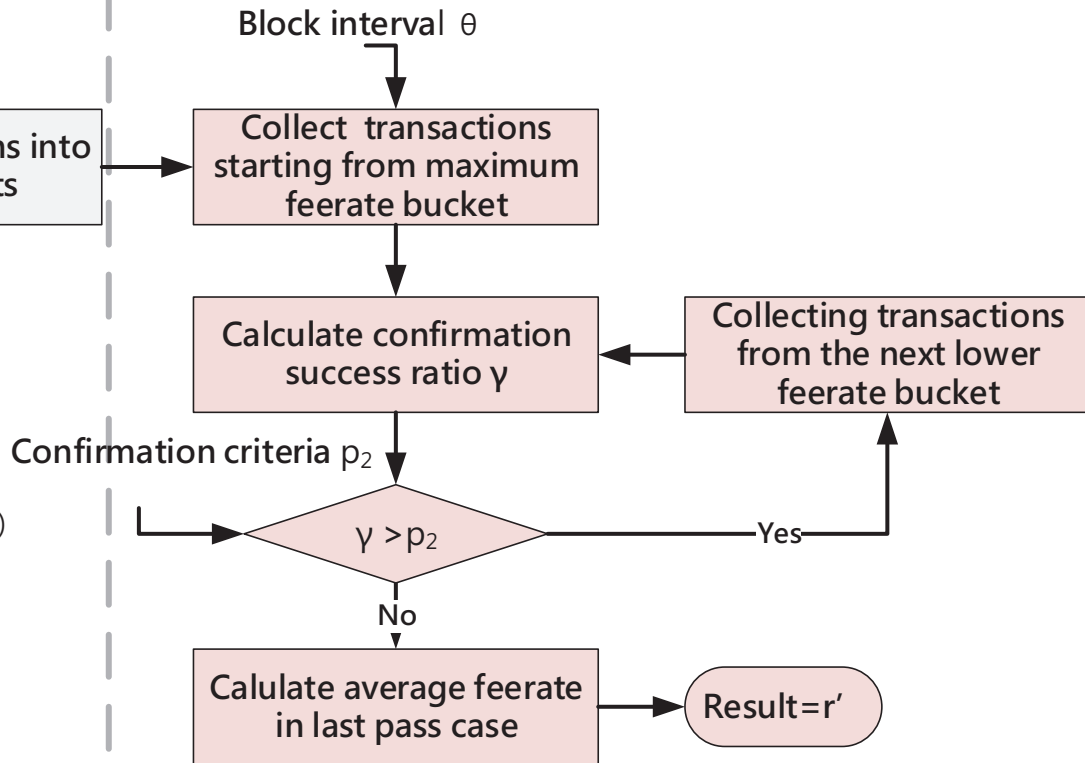 Block interval θ
Collect transactions
starting from maximum
feerate bucket
ns into
ts
Calculate confirmation
success ratio γ
Collecting transactions
from the next lower
feerate bucket
Confirmation criteria p₂
)
γ >p₂
Yes
No
Calulate average feerate
in last pass case
Result=r′